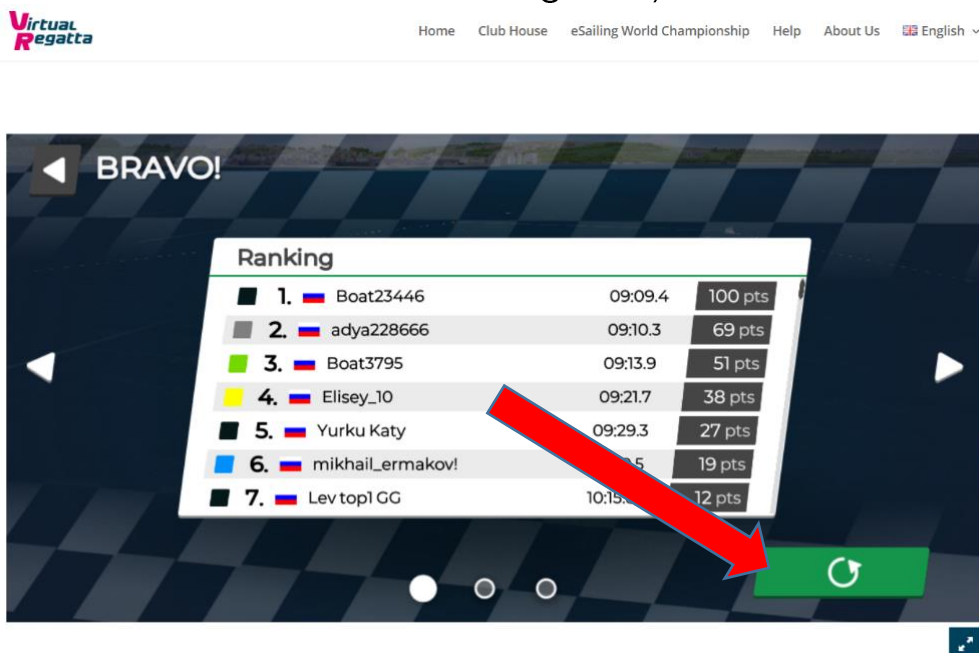 Virtual
Regatta
Home Club House eSailing World Championship Help About Us English
BRAVO!
Ranking
1. Boat23446 09:09.4 100 pts
2. adya228666 09:10.3 69 pts
3. Boat3795 09:13.9 51 pts
4. Elisey_10 09:21.7 38 pts
5. Yurku Katy 09:29.3 27 pts
6. mikhail_ermakov! 19 pts
7. Lev top1 GG 12 pts